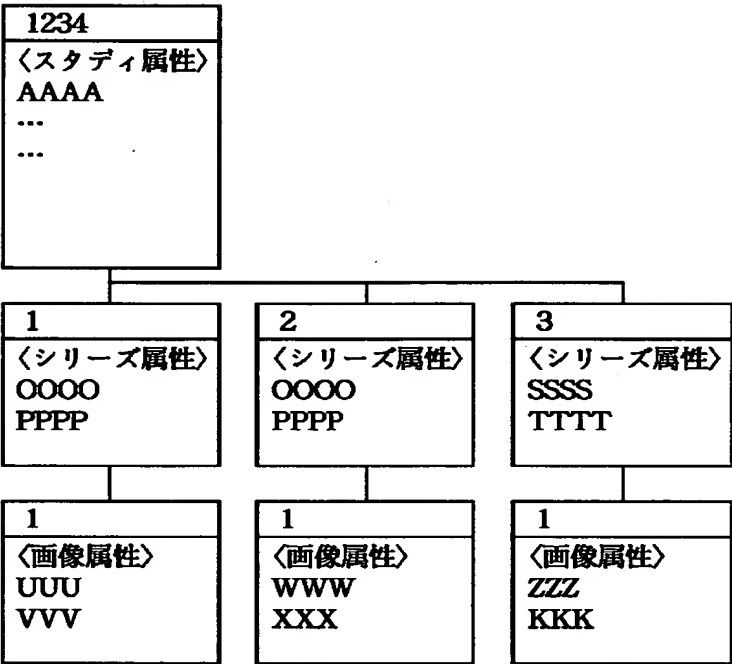 1234
〈スタディ属性〉
AAAA
…
…
1
〈シリーズ属性〉
OOOO
PPPP
2
〈シリーズ属性〉
OOOO
PPPP
3
〈シリーズ属性〉
SSSS
TTTT
1
〈画像属性〉
UUU
VVV
1
〈画像属性〉
WWW
XXX
1
〈画像属性〉
ZZZ
KKK